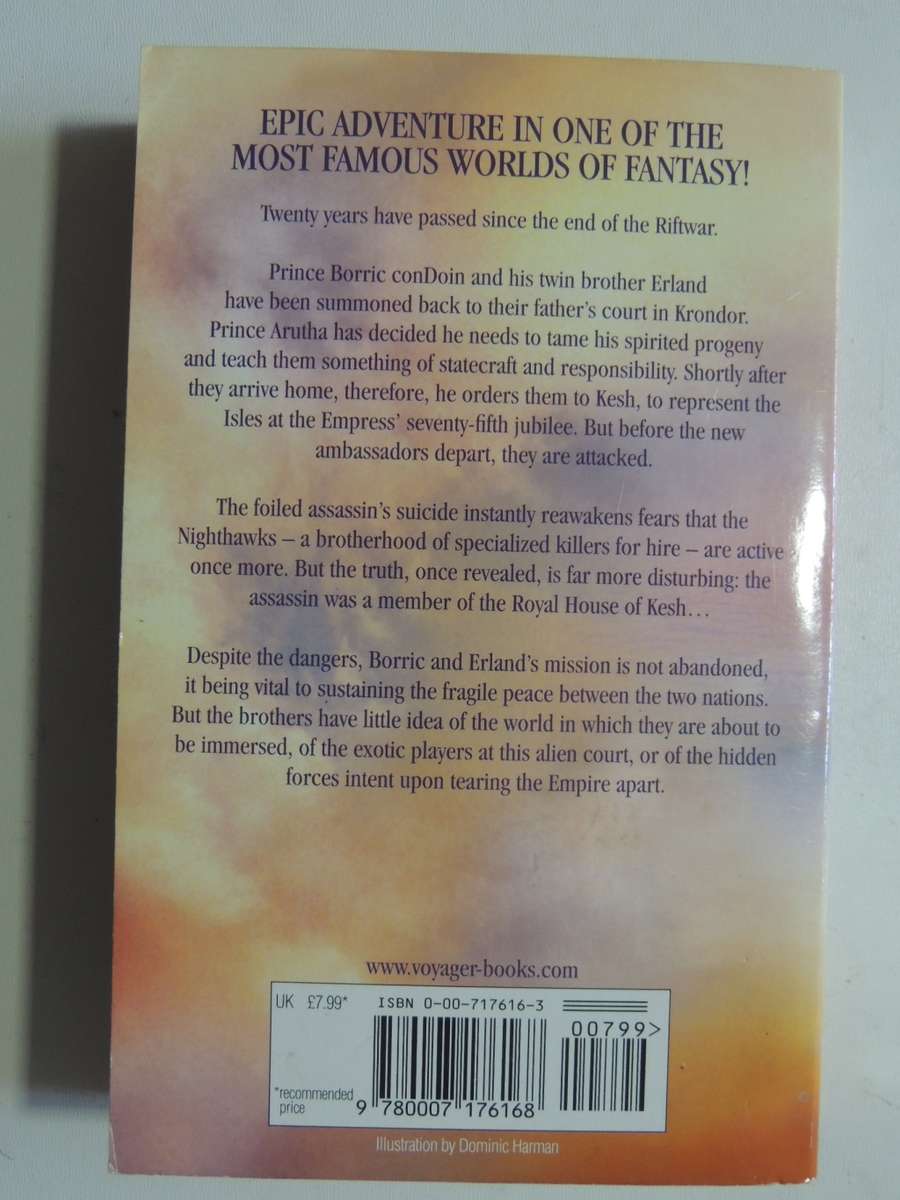 EPIC ADVENTURE IN ONE OF THE
MOST FAMOUS WORLDS OF FANTASY!
Twenty years have passed since the end of the Riftwar.
Prince Borric conDoin and his twin brother Erland
have been summoned back to their father's court in Krondor.
Prince Arutha has decided he needs to tame his spirited progeny
and teach them something of statecraft and responsibility. Shortly after
they arrive home, therefore, he orders them to Kesh, to represent the
Isles at the Empress' seventy-fifth jubilee. But before the new
ambassadors depart, they are attacked.
The foiled assassin's suicide instantly reawakens fears that the
Nighthawks – a brotherhood of specialized killers for hire – are active
once more. But the truth, once revealed, is far more disturbing: the
assassin was a member of the Royal House of Kesh...
Despite the dangers, Borric and Erland's mission is not abandoned,
it being vital to sustaining the fragile peace between the two nations.
But the brothers have little idea of the world in which they are about to
be immersed, of the exotic players at this alien court, or of the hidden
forces intent upon tearing the Empire apart.
www.voyager-books.com
UK £7.99*
ISBN 0-00-717616-3
00799>
*recommended
price
9 780007 176168
Illustration by Dominic Harman